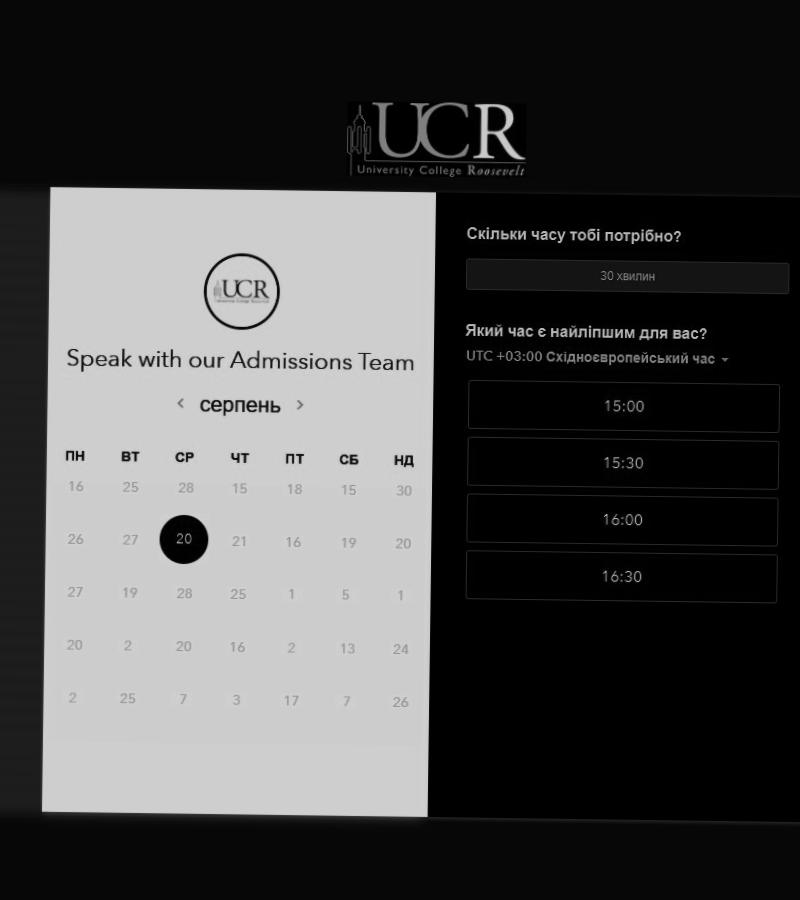 UCR
University College Roosevelt
UCR
Speak with our Admissions Team
серпень
ПН ВТ СР ЧТ ПТ СБ НД
16 25 28 15 18 15 30
26 27 20 21 16 19 20
27 19 28 25 1 5 1
20 2 20 16 2 13 24
2 25 7 3 17 7 26
Скільки часу тобі потрібно?
30 хвилин
Який час є найліпшим для вас?
UTC +03:00 Східноєвропейський час
15:00
15:30
16:00
16:30